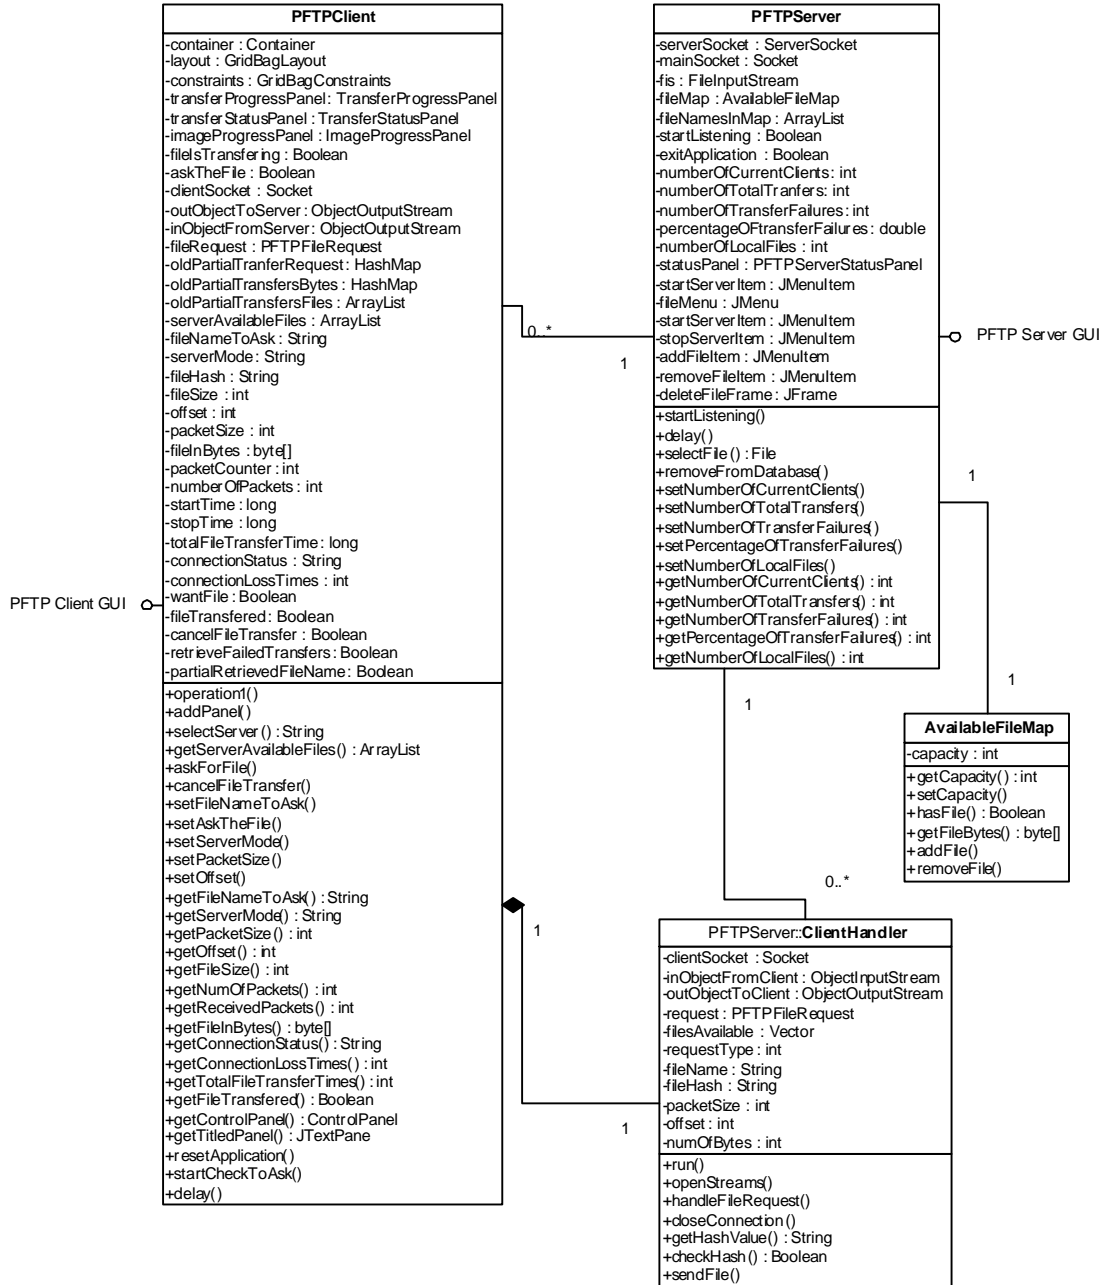 PFTPClient
-container : Container
-layout : GridBagLayout
-constraints : GridBagConstraints
-transferProgressPanel: TransferProgressPanel
-transferStatusPanel : TransferStatusPanel
-imageProgressPanel : ImageProgressPanel
-fileIsTransfering : Boolean
-askTheFile : Boolean
-clientSocket : Socket
-outObjectToServer : ObjectOutputStream
-inObjectFromServer : ObjectOutputStream
-fileRequest : PFTPFileRequest
-oldPartialTranferRequest : HashMap
-oldPartialTransfersBytes : HashMap
-oldPartialTransfersFiles : ArrayList
-serverAvailableFiles : ArrayList
-fileNameToAsk : String
-serverMode : String
-fileHash : String
-fileSize : int
-offset : int
-packetSize : int
-fileInBytes : byte[]
-packetCounter : int
-numberOfPackets : int
-startTime : long
-stopTime : long
-totalFileTransferTime : long
-connectionStatus : String
-connectionLossTimes : int
-wantFile : Boolean
-fileTransfered : Boolean
-cancelFileTransfer : Boolean
-retrieveFailedTransfers : Boolean
-partialRetrievedFileName : Boolean
+operation1()
+addPanel()
+selectServer() : String
+getServerAvailableFiles() : ArrayList
+askForFile()
+cancelFileTransfer()
+setFileNameToAsk()
+setAskTheFile()
+setServerMode()
+setPacketSize()
+setOffset()
+getFileNameToAsk() : String
+getServerMode() : String
+getPacketSize() : int
+getOffset() : int
+getFileSize() : int
+getNumOfPackets() : int
+getReceivedPackets() : int
+getFileInBytes() : byte[]
+getConnectionStatus() : String
+getConnectionLossTimes() : int
+getTotalFileTransferTimes() : int
+getFileTransfered() : Boolean
+getControlPanel() : ControlPanel
+getTitledPanel() : JTextPane
+resetApplication()
+startCheckToAsk()
+delay()
PFTP Client GUI
0..*
1
PFTPServer
-serverSocket : ServerSocket
-mainSocket : Socket
-fis : FileInputStream
-fileMap : AvailableFileMap
-fileNamesInMap : ArrayList
-startListening : Boolean
-exitApplication : Boolean
-numberOfCurrentClients : int
-numberOfTotalTranfers : int
-numberOfTransferFailures : int
-percentageOFtransferFailures : double
-numberOfLocalFiles : int
-statusPanel : PFTPServerStatusPanel
-startServerItem : JMenuItem
-fileMenu : JMenu
-startServerItem : JMenuItem
-stopServerItem : JMenuItem
-addFileItem : JMenuItem
-removeFileItem : JMenuItem
-deleteFileFrame : JFrame
+startListening()
+delay()
+selectFile() : File
+removeFromDatabase()
+setNumberOfCurrentClients()
+setNumberOfTotalTransfers()
+setNumberOfTransferFailures()
+setPercentageOfTransferFailures()
+setNumberOfLocalFiles()
+getNumberOfCurrentClients() : int
+getNumberOfTotalTransfers() : int
+getNumberOfTransferFailures() : int
+getPercentageOfTransferFailures() : int
+getNumberOfLocalFiles() : int
PFTP Server GUI
1
1
AvailableFileMap
-capacity : int
+getCapacity() : int
+setCapacity()
+hasFile() : Boolean
+getFileBytes() : byte[]
+addFile()
+removeFile()
1
0..*
1
1
PFTPServer::ClientHandler
-clientSocket : Socket
-inObjectFromClient : ObjectInputStream
-outObjectToClient : ObjectOutputStream
-request : PFTPFileRequest
-filesAvailable : Vector
-requestType : int
-fileName : String
-fileHash : String
-packetSize : int
-offset : int
-numOfBytes : int
+run()
+openStreams()
+handleFileRequest()
+closeConnection()
+getHashValue() : String
+checkHash() : Boolean
+sendFile()